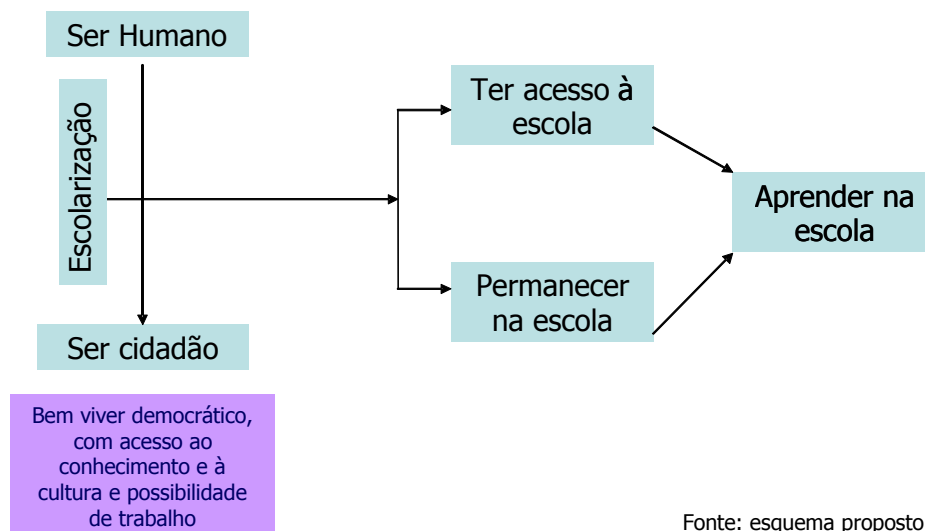 Ser Humano
Escolarização
Ter acesso à
escola
Aprender na
escola
Permanecer
na escola
Ser cidadão
Bem viver democrático,
com acesso ao
conhecimento e à
cultura e possibilidade
de trabalho
Fonte: esquema proposto